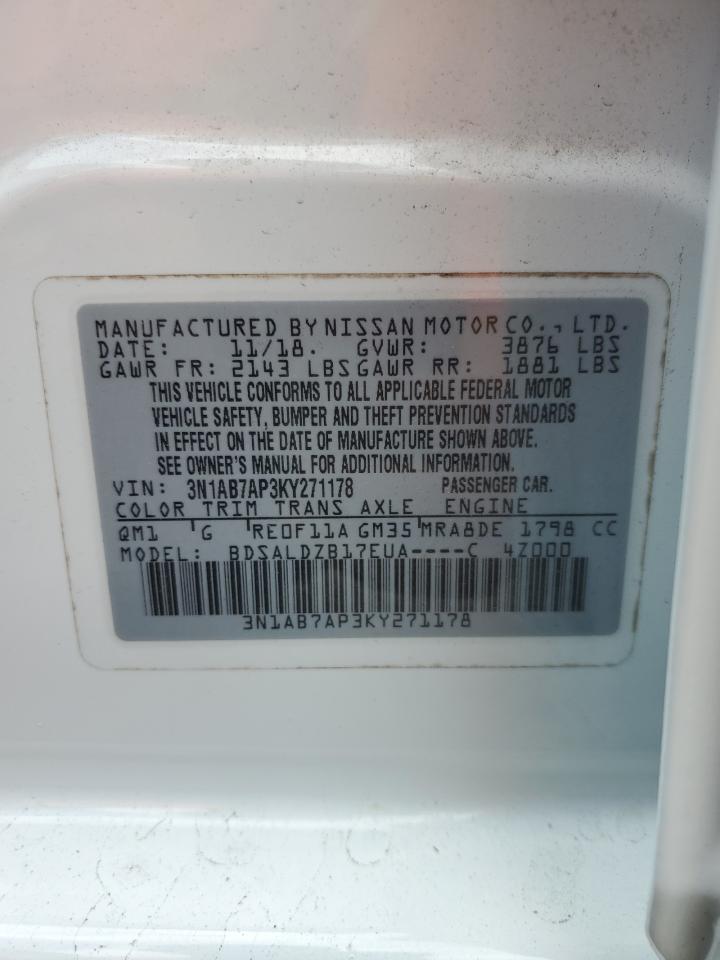 MANUFACTURED BY NISSAN MOTOR CO., LTD.
DATE: 11/18. GVWR: 3876 LBS
GAWR FR: 2143 LBS GAWR RR: 1881 LBS
THIS VEHICLE CONFORMS TO ALL APPLICABLE FEDERAL MOTOR
VEHICLE SAFETY, BUMPER AND THEFT PREVENTION STANDARDS
IN EFFECT ON THE DATE OF MANUFACTURE SHOWN ABOVE.
SEE OWNER'S MANUAL FOR ADDITIONAL INFORMATION.
VIN: 3N1AB7AP3KY271178 PASSENGER CAR.
COLOR TRIM TRANS AXLE ENGINE
QM1 G RE0F11A GM35 MRA8DE 1798 CC
MODEL: BDSALDZB17EUA----C 4Z000
3N1AB7AP3KY271178